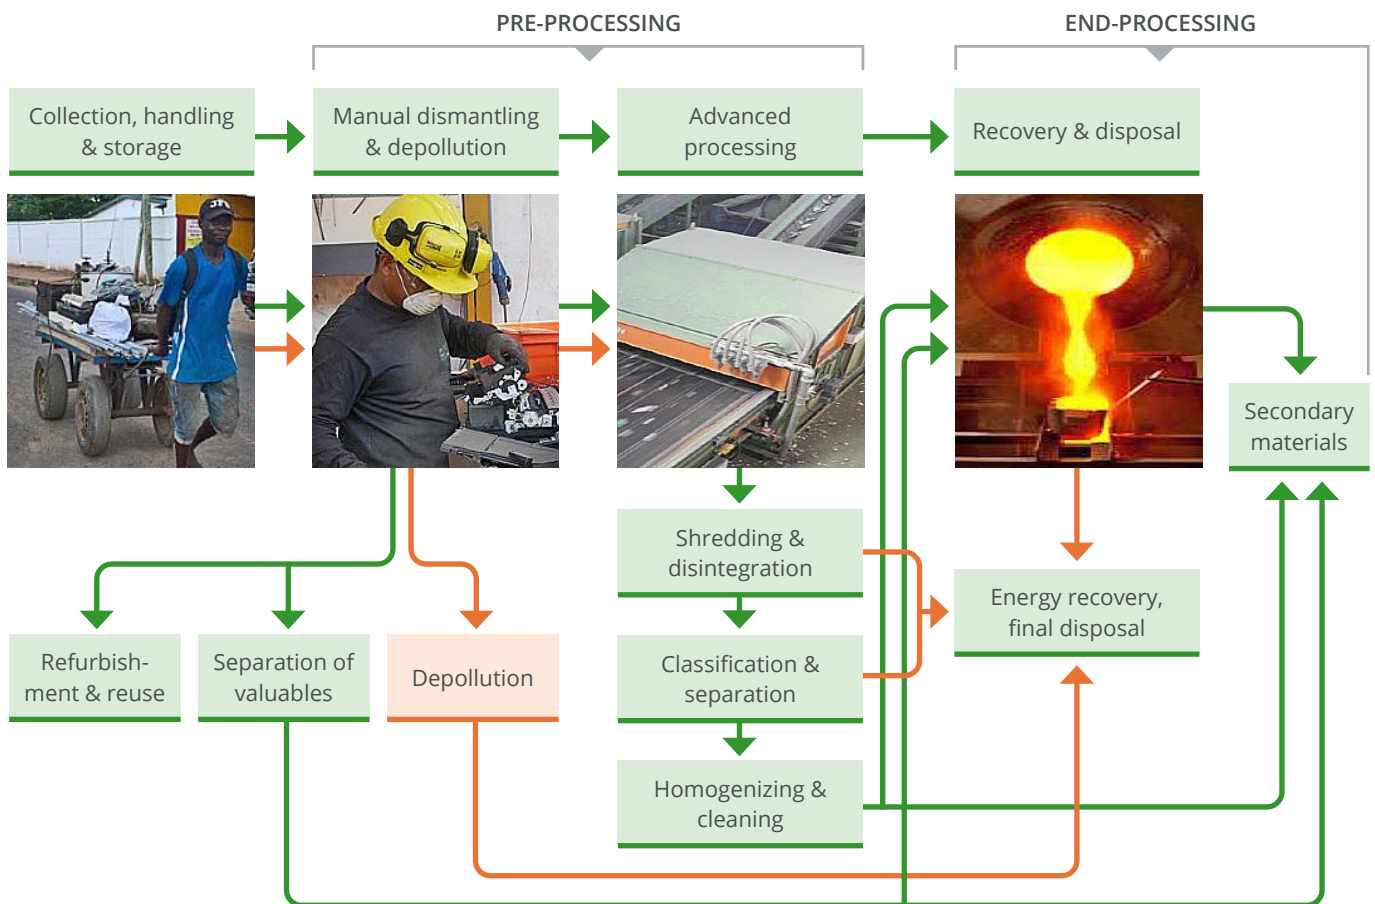 PRE-PROCESSING
END-PROCESSING
Collection, handling
& storage
Manual dismantling
& depollution
Advanced
processing
Recovery & disposal
Secondary
materials
Shredding &
disintegration
Energy recovery,
final disposal
Refurbish-
ment & reuse
Separation of
valuables
Depollution
Classification &
separation
Homogenizing &
cleaning